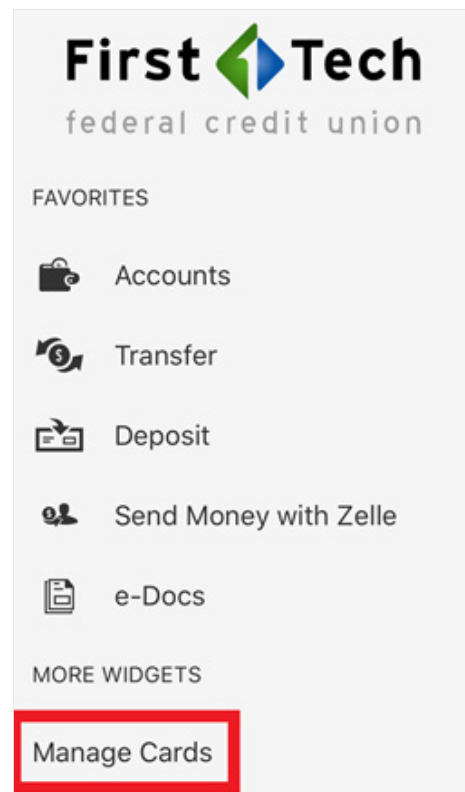 First Tech
federal credit union
FAVORITES
Accounts
Transfer
Deposit
Send Money with Zelle
e-Docs
MORE WIDGETS
Manage Cards